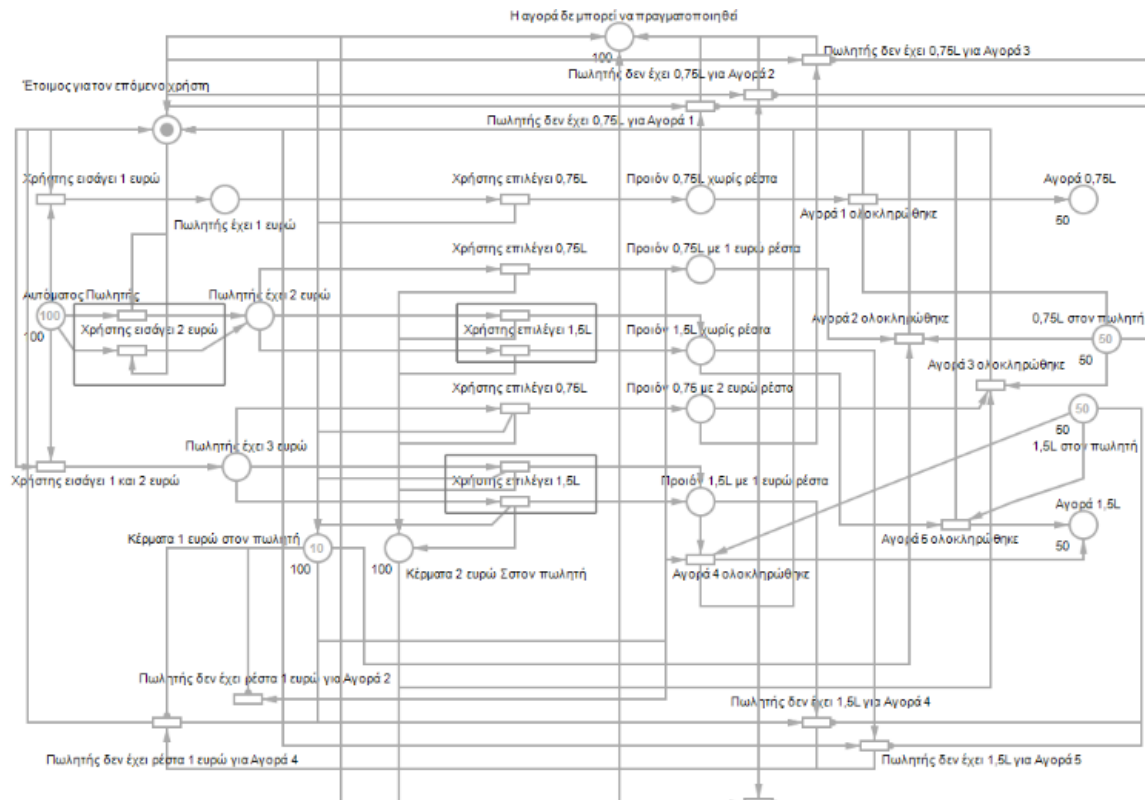 Η αγορά δε μπορεί να πραγματοποιηθεί
100
Πωλητής δεν έχει 0,75L για Αγορά 3
Πωλητής δεν έχει 0,75L για Αγορά 2
Έτοιμος για τον επόμενο χρήστη
Πωλητής δεν έχει 0,75L για Αγορά 1
Χρήστης εισάγει 1 ευρώ
Χρήστης επιλέγει 0,75L
Προιόν 0,75L χωρίς ρέστα
Αγορά 0,75L
Πωλητής έχει 1 ευρώ
Αγορά 1 ολοκληρώθηκε
50
Χρήστης επιλέγει 0,75L
Προιόν 0,75L με 1 ευρώ ρέστα
Αυτόματος Πωλητής
Πωλητής έχει 2 ευρώ
100
100
Χρήστης εισάγει 2 ευρώ
Χρήστης επιλέγει 1,5L
Προιόν 1,5L χωρίς ρέστα
Αγορά 2 ολοκληρώθηκε
0,75L στον πωλητή
50
50
Αγορά 3 ολοκληρώθηκε
Χρήστης επιλέγει 0,75L
Προιόν 0,75 με 2 ευρώ ρέστα
50
50
Πωλητής έχει 3 ευρώ
1,5L στον πωλητή
Χρήστης εισάγει 1 και 2 ευρώ
Χρήστης επιλέγει 1,5L
Προιόν 1,5L με 1 ευρώ ρέστα
Αγορά 1,5L
Κέρματα 1 ευρώ στον πωλητή
10
100
100
Κέρματα 2 ευρώ Σστον πωλητή
Αγορά 5 ολοκληρώθηκε
50
Αγορά 4 ολοκληρώθηκε
Πωλητής δεν έχει ρέστα 1 ευρώ για Αγορά 2
Πωλητής δεν έχει 1,5L για Αγορά 4
Πωλητής δεν έχει ρέστα 1 ευρώ για Αγορά 4
Πωλητής δεν έχει 1,5L για Αγορά 5